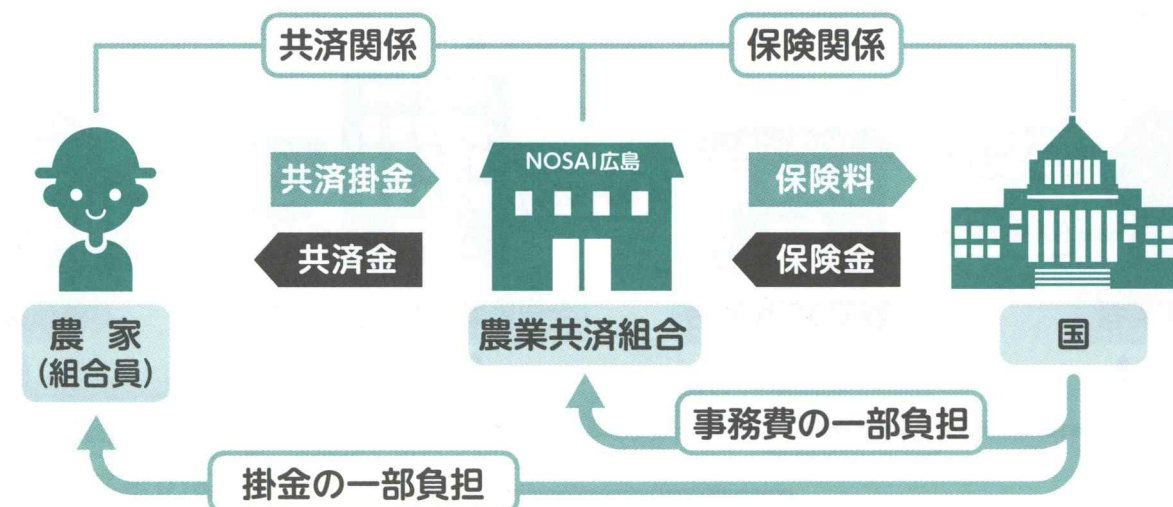 共済関係
保険関係
共済掛金
NOSAI広島
保険料
共済金
保険金
農家
(組合員)
農業共済組合
国
事務費の一部負担
掛金の一部負担